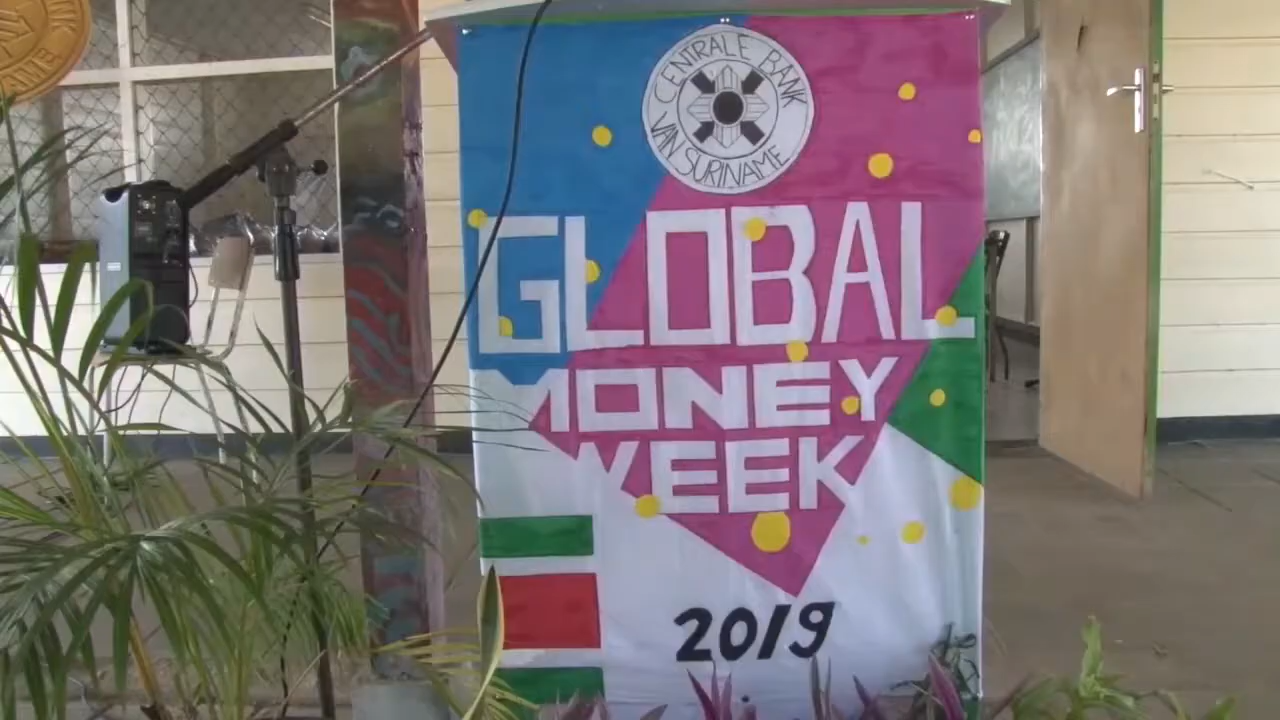 CENTRALE BANK
VAN SURINAME
GLOBAL
MONEY
WEEK
2019